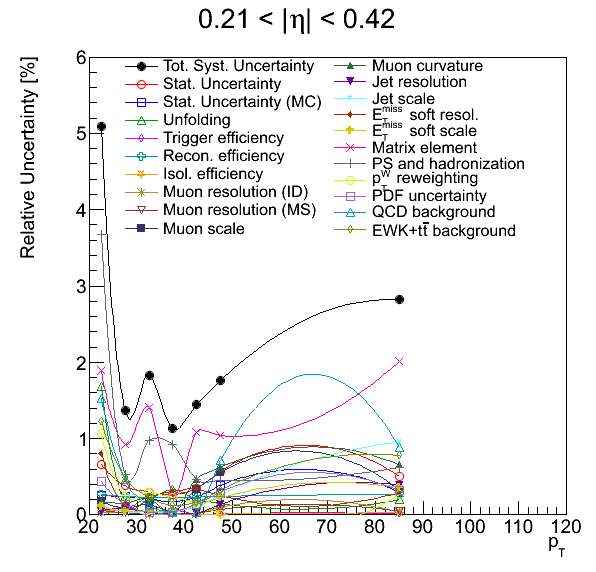 0.21 < |η| < 0.42
Relative Uncertainty [%]
6
5
4
3
2
1
0
Tot. Syst. Uncertainty
Stat. Uncertainty
Stat. Uncertainty (MC)
Unfolding
Trigger efficiency
Recon. efficiency
Isol. efficiency
Muon resolution (ID)
Muon resolution (MS)
Muon scale
Muon curvature
Jet resolution
Jet scale
E_T^miss soft resol.
E_T^miss soft scale
Matrix element
PS and hadronization
p_T^W reweighting
PDF uncertainty
QCD background
EWK+tt̄ background
20 30 40 50 60 70 80 90 100 110 120
p_T